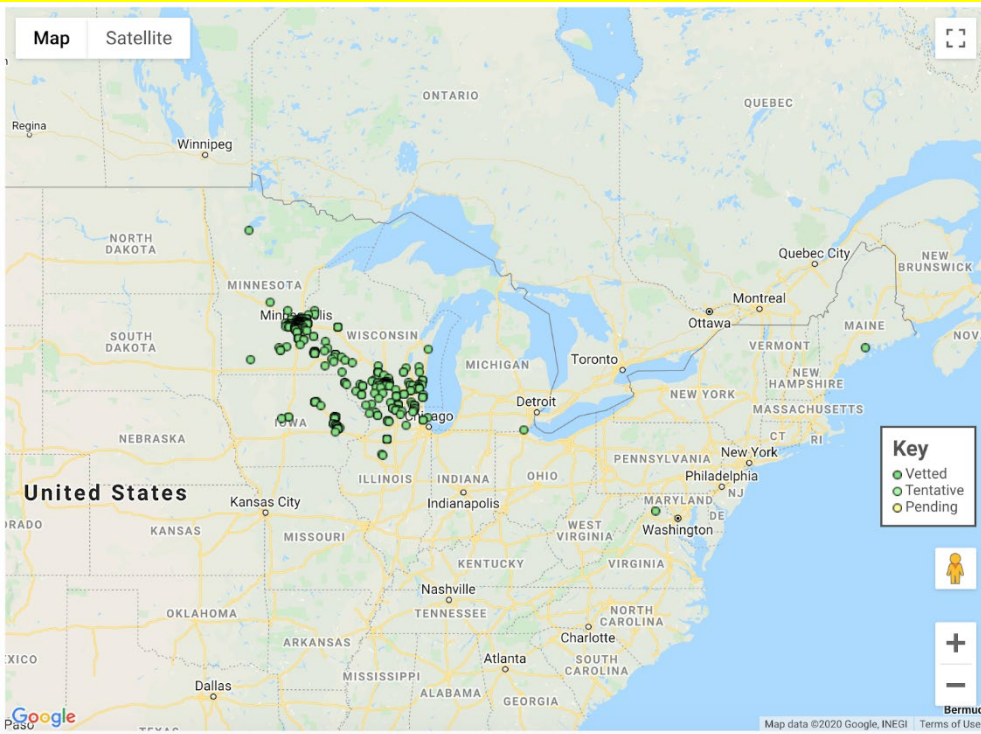 Map Satellite
ONTARIO
QUEBEC
Regina
Winnipeg
NORTH
DAKOTA
Quebec City
NEW
BRUNSWICK
MINNESOTA
Montreal
Ottawa
MAINE
NOV
SOUTH
DAKOTA
WISCONSIN
MICHIGAN
Toronto
VERMONT
NEW
HAMPSHIRE
Detroit
NEW YORK
MASSACHUSETTS
CT
RI
IOWA
NEBRASKA
ILLINOIS
INDIANA
OHIO
PENNSYLVANIA
New York
Key
Vetted
Tentative
Pending
Philadelphia
NJ
United States
Kansas City
Indianapolis
MARYLAND
DE
Washington
KANSAS
MISSOURI
WEST
VIRGINIA
KENTUCKY
VIRGINIA
Nashville
TENNESSEE
OKLAHOMA
NORTH
CAROLINA
Charlotte
ARKANSAS
Atlanta
SOUTH
CAROLINA
MISSISSIPPI
ALABAMA
GEORGIA
Dallas
Google
Map data ©2020 Google, INEGI Terms of Use